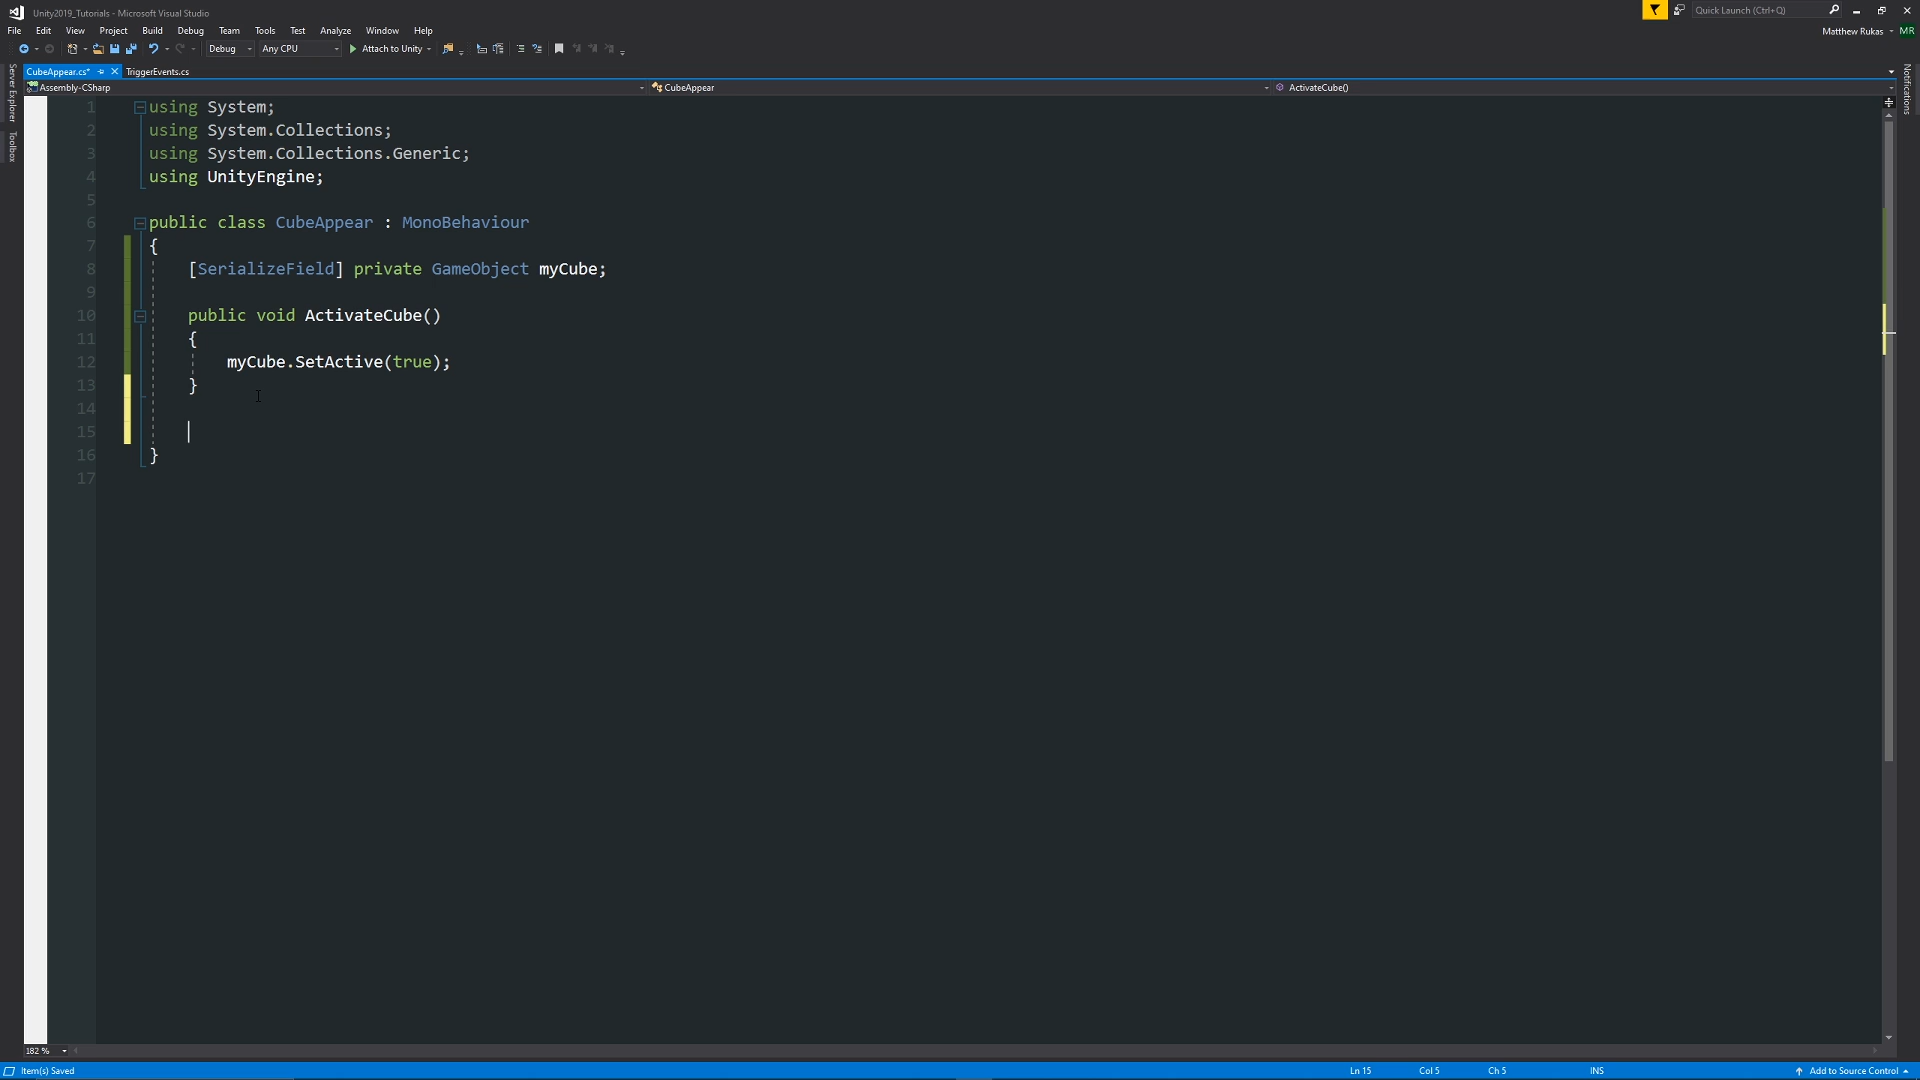 Unity2019_Tutorials - Microsoft Visual Studio
Quick Launch (Ctrl+Q)
File Edit View Project Build Debug Team Tools Test Analyze Window Help
Matthew Rukas MR
Debug Any CPU Attach to Unity
CubeAppear.cs* TriggerEvents.cs
Assembly-CSharp CubeAppear ActivateCube()
Server Explorer
Toolbox
Notifications
1 using System;
2 using System.Collections;
3 using System.Collections.Generic;
4 using UnityEngine;
5
6 public class CubeAppear : MonoBehaviour
7 {
8 [SerializeField] private GameObject myCube;
9
10 public void ActivateCube()
11 {
12 myCube.SetActive(true);
13 }
14
15
16 }
17
182 %
Item(s) Saved Ln 15 Col 5 Ch 5 INS Add to Source Control